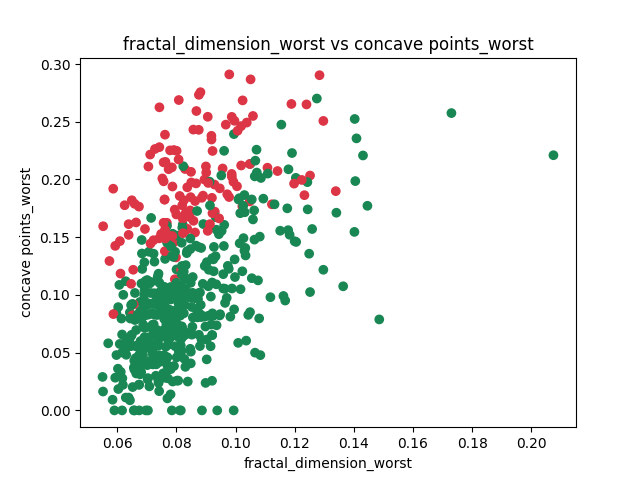 fractal_dimension_worst vs concave points_worst
0.30
0.25
0.20
0.15
0.10
0.05
0.00
concave points_worst
0.06 0.08 0.10 0.12 0.14 0.16 0.18 0.20
fractal_dimension_worst